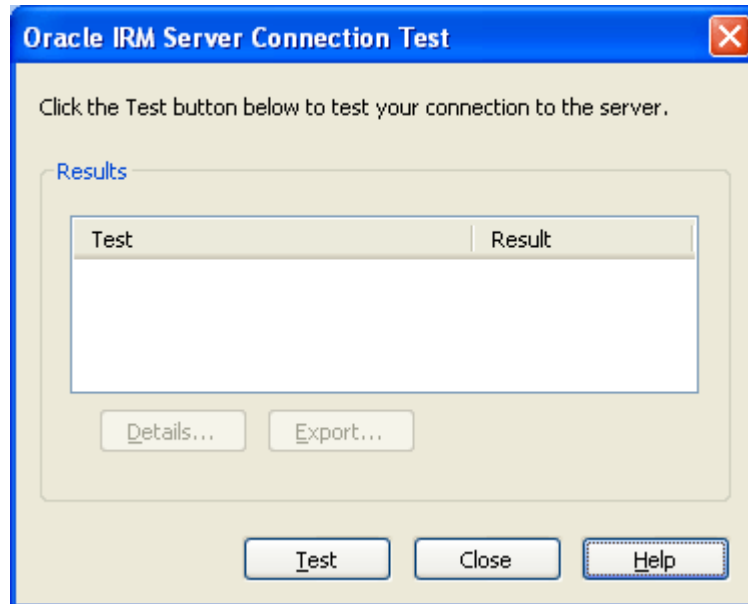 Oracle IRM Server Connection Test
Click the Test button below to test your connection to the server.
Results
Test Result
Details... Export...
Test Close Help